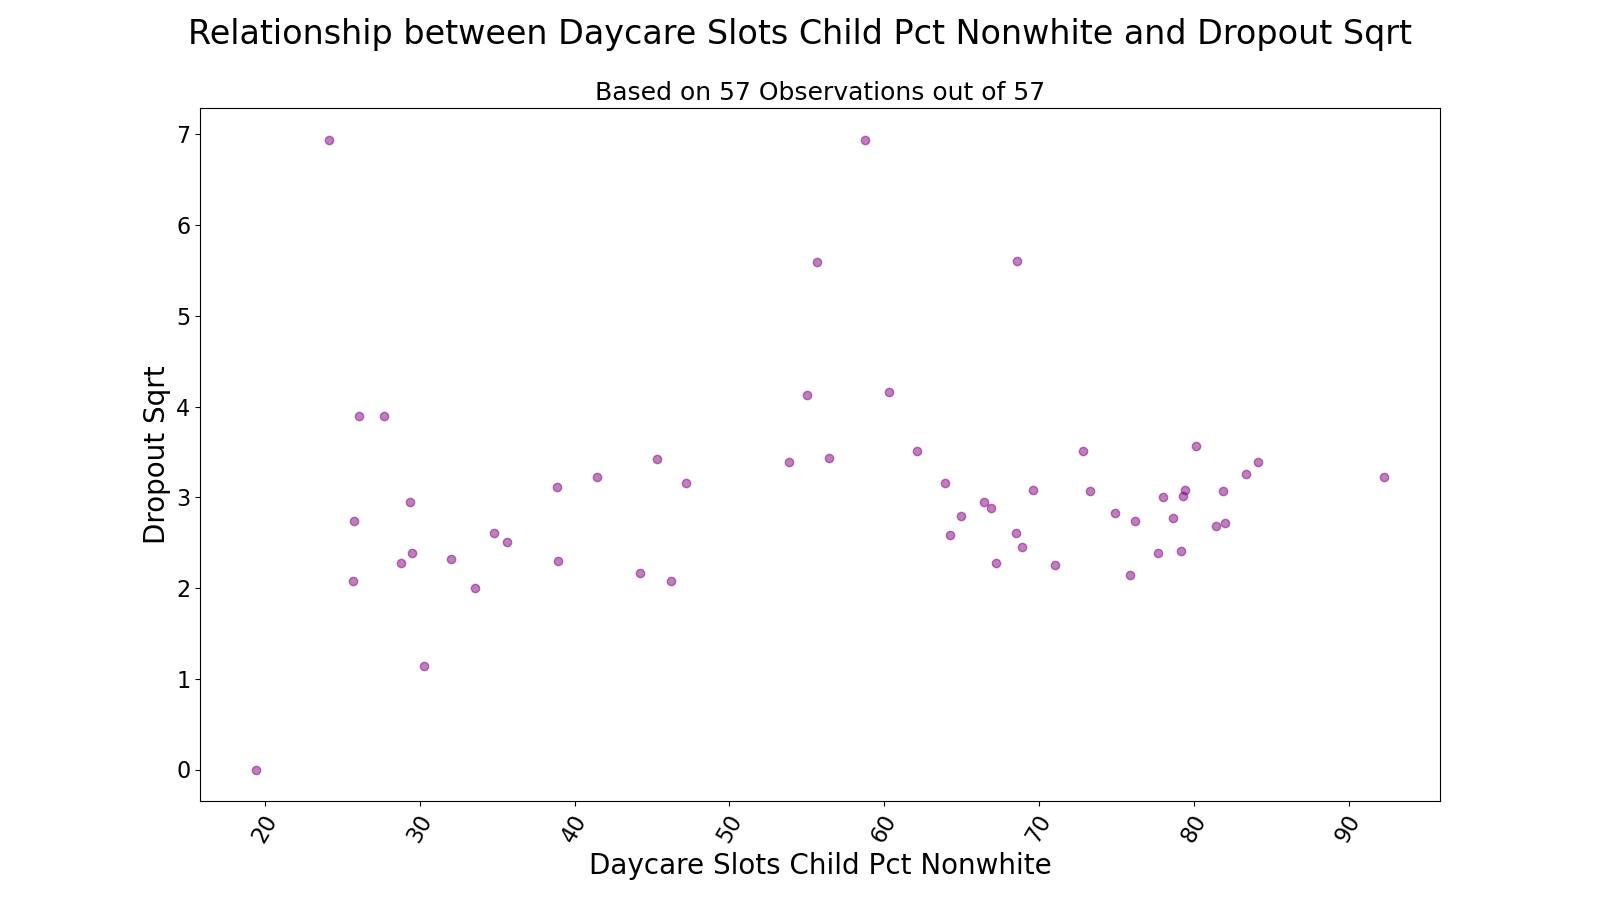 Relationship between Daycare Slots Child Pct Nonwhite and Dropout Sqrt
Based on 57 Observations out of 57
7
6
5
4
3
2
1
0
Dropout Sqrt
20 30 40 50 60 70 80 90
Daycare Slots Child Pct Nonwhite